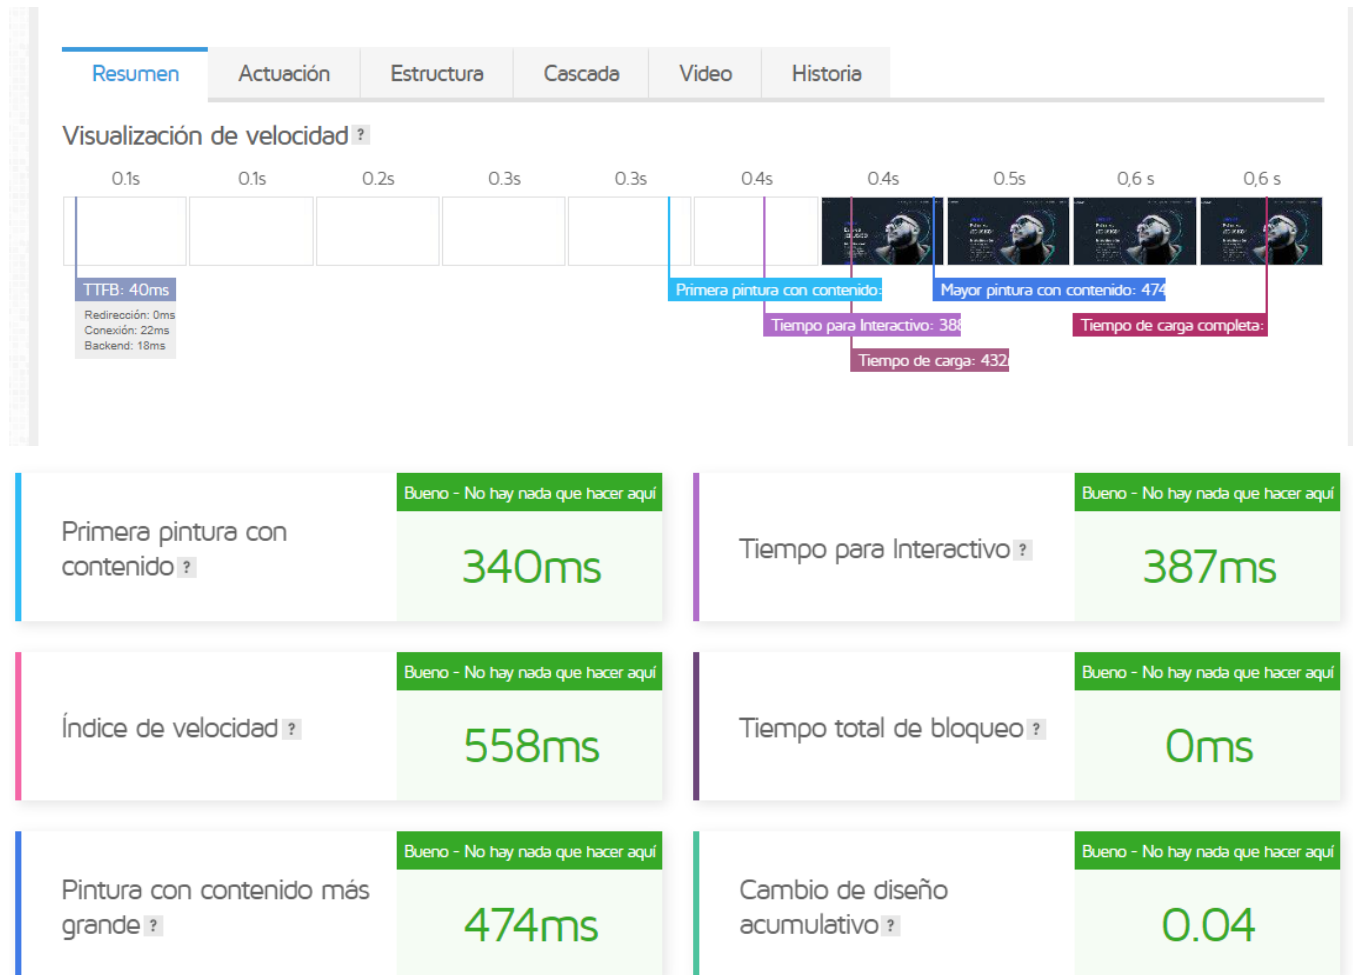 Resumen Actuación Estructura Cascada Video Historia
Visualización de velocidad ?
0.1s 0.1s 0.2s 0.3s 0.3s 0.4s 0.4s 0.5s 0,6 s 0,6 s
TTFB: 40ms
Redirección: 0ms
Conexión: 22ms
Backend: 18ms
Primera pintura con contenido:
Mayor pintura con contenido: 474
Tiempo para Interactivo: 388
Tiempo de carga completa:
Tiempo de carga: 432
Primera pintura con
contenido ?
Bueno - No hay nada que hacer aquí
340ms
Tiempo para Interactivo ?
Bueno - No hay nada que hacer aquí
387ms
Índice de velocidad ?
Bueno - No hay nada que hacer aquí
558ms
Tiempo total de bloqueo ?
Bueno - No hay nada que hacer aquí
0ms
Pintura con contenido más
grande ?
Bueno - No hay nada que hacer aquí
474ms
Cambio de diseño
acumulativo ?
Bueno - No hay nada que hacer aquí
0.04